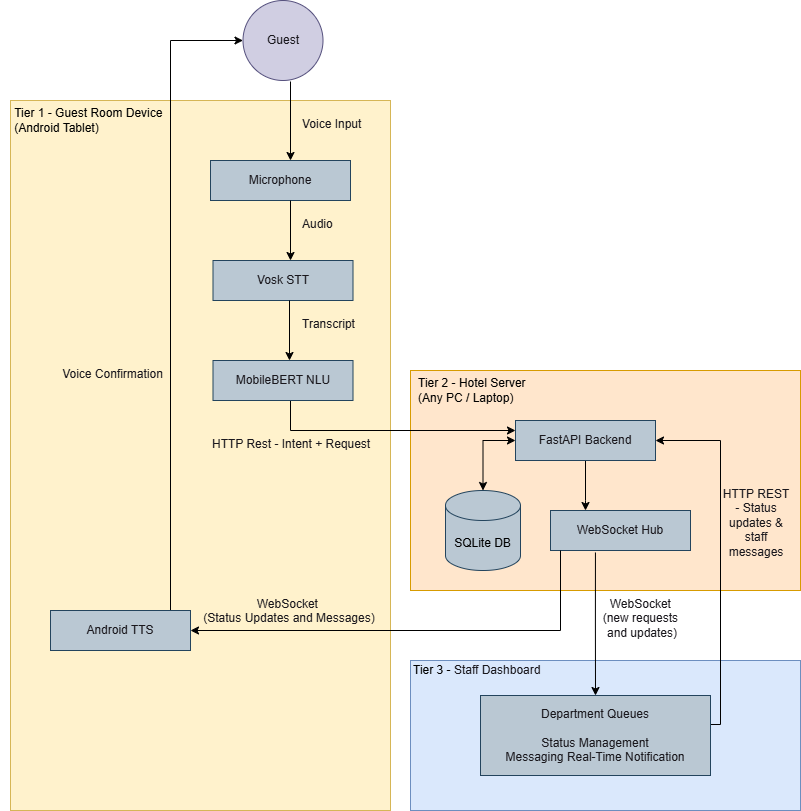 Guest
Tier 1 - Guest Room Device
(Android Tablet)
Voice Input
Microphone
Audio
Vosk STT
Transcript
MobileBERT NLU
Voice Confirmation
HTTP Rest - Intent + Request
Tier 2 - Hotel Server
(Any PC / Laptop)
FastAPI Backend
SQLite DB
WebSocket Hub
HTTP REST
- Status
updates &
staff
messages
WebSocket
(Status Updates and Messages)
Android TTS
WebSocket
(new requests
and updates)
Tier 3 - Staff Dashboard
Department Queues
Status Management
Messaging Real-Time Notification